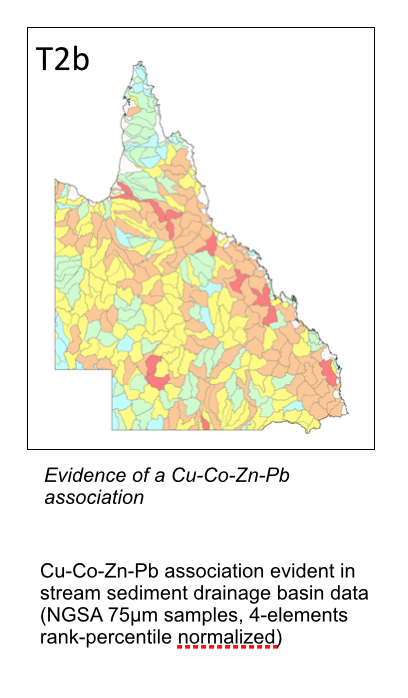 T2b
Evidence of a Cu-Co-Zn-Pb
association
Cu-Co-Zn-Pb association evident in
stream sediment drainage basin data
(NGSA 75µm samples, 4-elements
rank-percentile normalized)